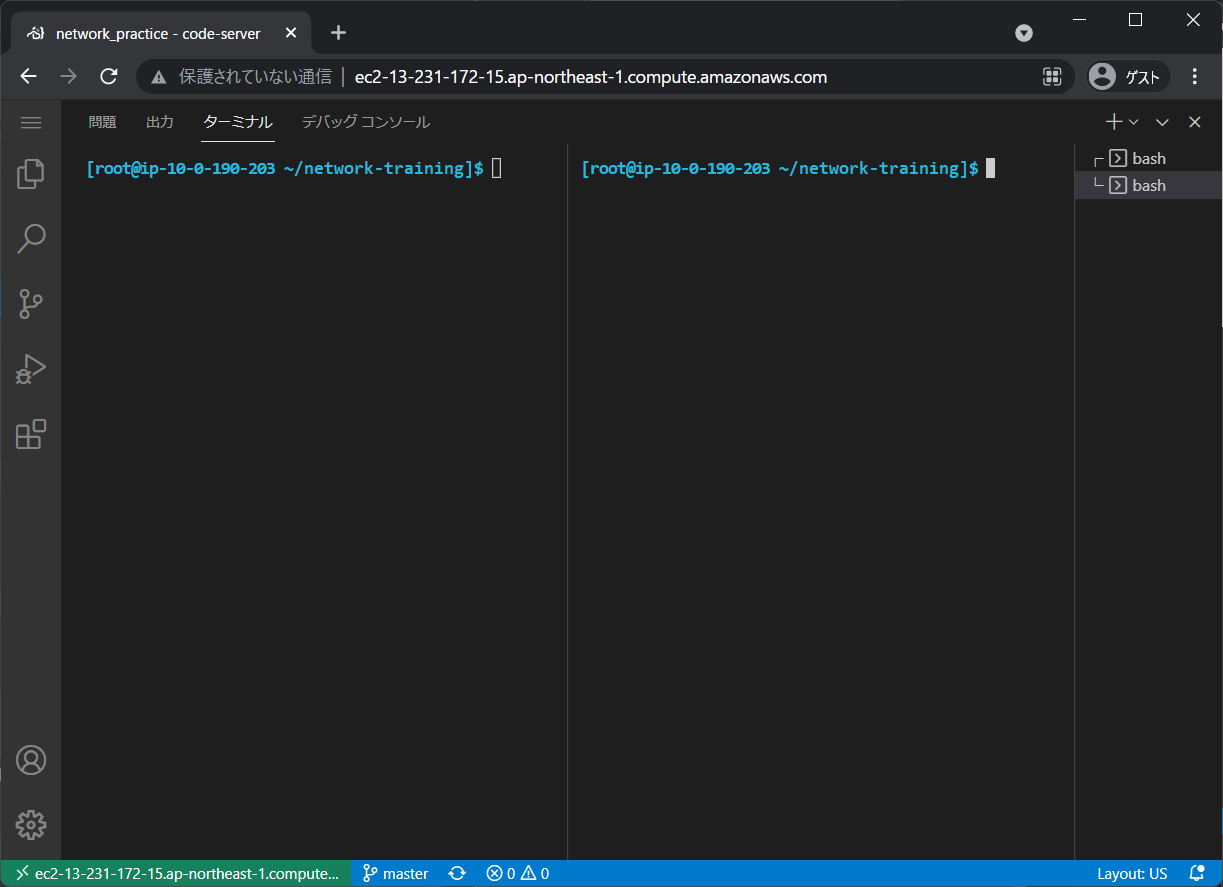 network_practice - code-server
保護されていない通信 | ec2-13-231-172-15.ap-northeast-1.compute.amazonaws.com
ゲスト
問題 出力 ターミナル デバッグ コンソール
[root@ip-10-0-190-203 ~/network-training]$
[root@ip-10-0-190-203 ~/network-training]$
bash
bash
ec2-13-231-172-15.ap-northeast-1.compute... master 0 0 Layout: US